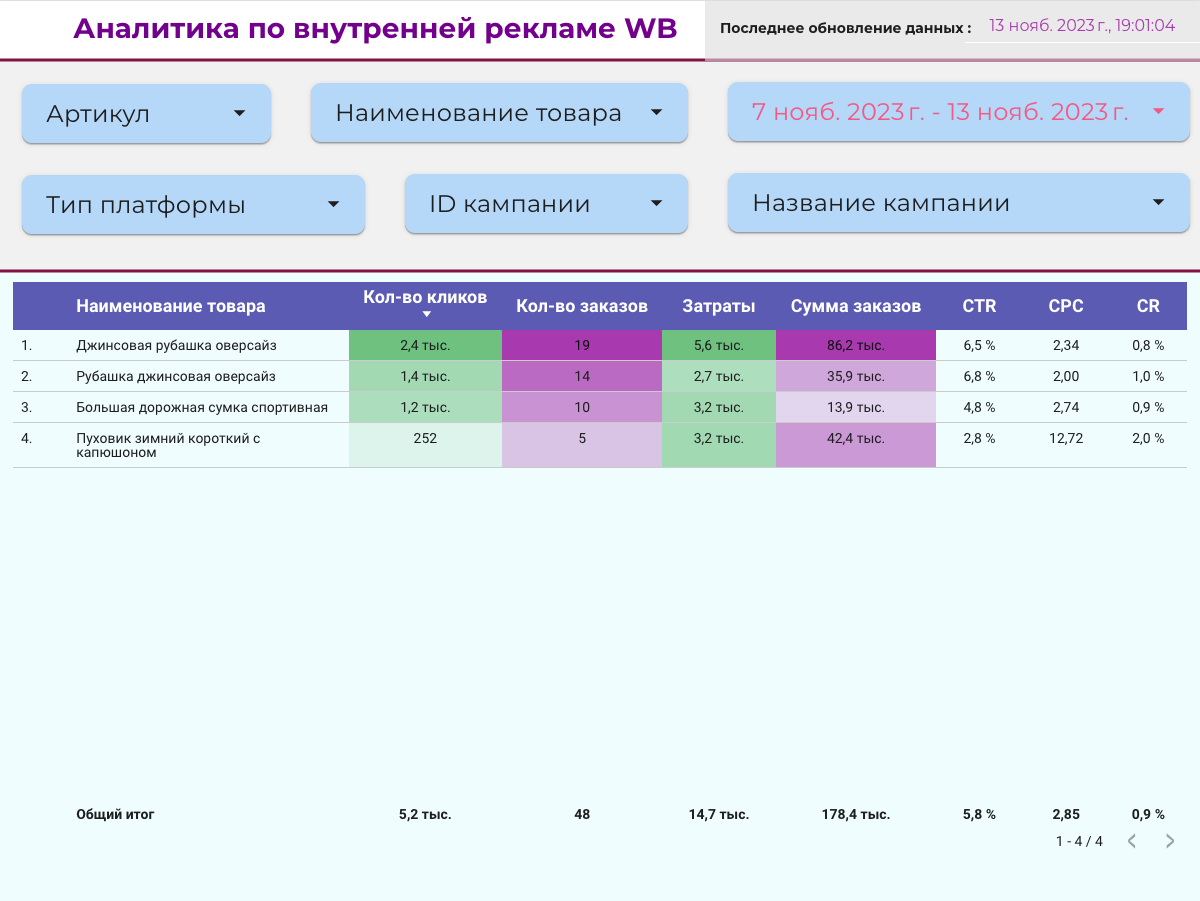 Аналитика по внутренней рекламе WB
Последнее обновление данных :
13 нояб. 2023 г., 19:01:04
Артикул
Наименование товара
7 нояб. 2023 г. - 13 нояб. 2023 г.
Тип платформы
ID кампании
Название кампании
Наименование товара Кол-во кликов Кол-во заказов Затраты Сумма заказов CTR CPC CR
1. Джинсовая рубашка оверсайз 2,4 тыс. 19 5,6 тыс. 86,2 тыс. 6,5 % 2,34 0,8 %
2. Рубашка джинсовая оверсайз 1,4 тыс. 14 2,7 тыс. 35,9 тыс. 6,8 % 2,00 1,0 %
3. Большая дорожная сумка спортивная 1,2 тыс. 10 3,2 тыс. 13,9 тыс. 4,8 % 2,74 0,9 %
4. Пуховик зимний короткий с 252 5 3,2 тыс. 42,4 тыс. 2,8 % 12,72 2,0 %
капюшоном
Общий итог 5,2 тыс. 48 14,7 тыс. 178,4 тыс. 5,8 % 2,85 0,9 %
1 - 4 / 4